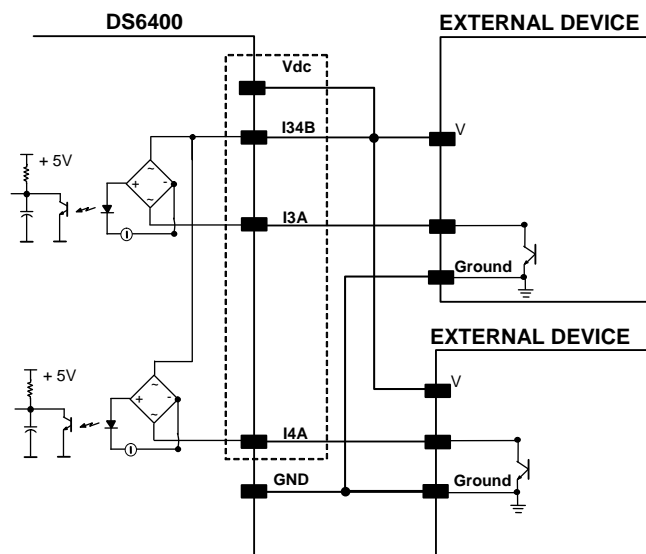 DS6400
EXTERNAL DEVICE
Vdc
I34B
V
+ 5V
~
+
-
~
I
I3A
Ground
EXTERNAL DEVICE
+ 5V
V
~
+
-
~
I
I4A
GND
Ground